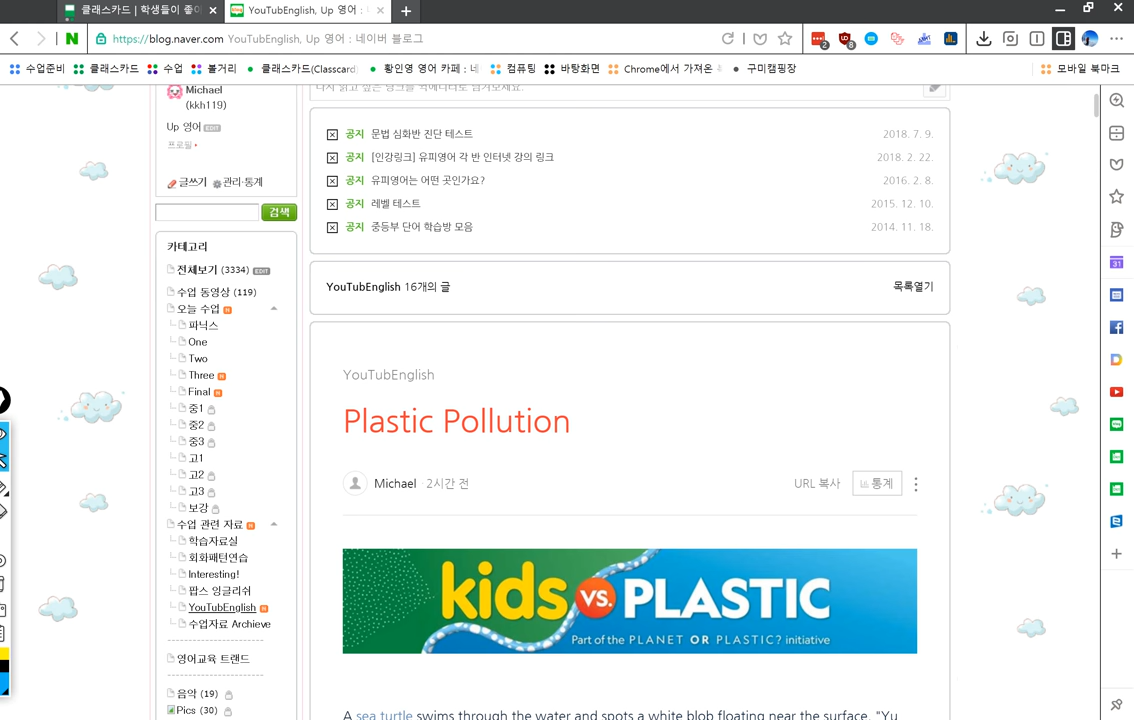 클래스카드 | 학생들이 좋아
YouTubEnglish, Up 영어 : 네
https://blog.naver.com YouTubEnglish, Up 영어 : 네이버 블로그
수업준비 클래스카드 수업 볼거리 클래스카드(Classcard) 황인영 영어 카페 : 네 컴퓨팅 바탕화면 Chrome에서 가져온 구미캠핑장 모바일 북마크
Michael
(kkh119)
Up 영어 EDIT
프로필
글쓰기 관리·통계
검색
카테고리
전체보기 (3334) EDIT
수업 동영상 (119)
오늘 수업 N
파닉스
One
Two
Three N
Final N
중1
중2
중3
고1
고2
고3
보강
수업 관련 자료 N
학습자료실
회화패턴연습
Interesting!
팝스 잉글리쉬
YouTubEnglish N
수업자료 Archieve
영어교육 트렌드
음악 (19)
Pics (30)
공지 문법 심화반 진단 테스트 2018. 7. 9.
공지 [인강링크] 유피영어 각 반 인터넷 강의 링크 2018. 2. 22.
공지 유피영어는 어떤 곳인가요? 2016. 2. 8.
공지 레벨 테스트 2015. 12. 10.
공지 중등부 단어 학습방 모음 2014. 11. 18.
YouTubEnglish 16개의 글 목록열기
YouTubEnglish
Plastic Pollution
Michael · 2시간 전 URL 복사 통계
kids vs. PLASTIC
Part of the PLANET OR PLASTIC? initiative
A sea turtle swims through the water and spots a white blob floating near the surface. "Yu